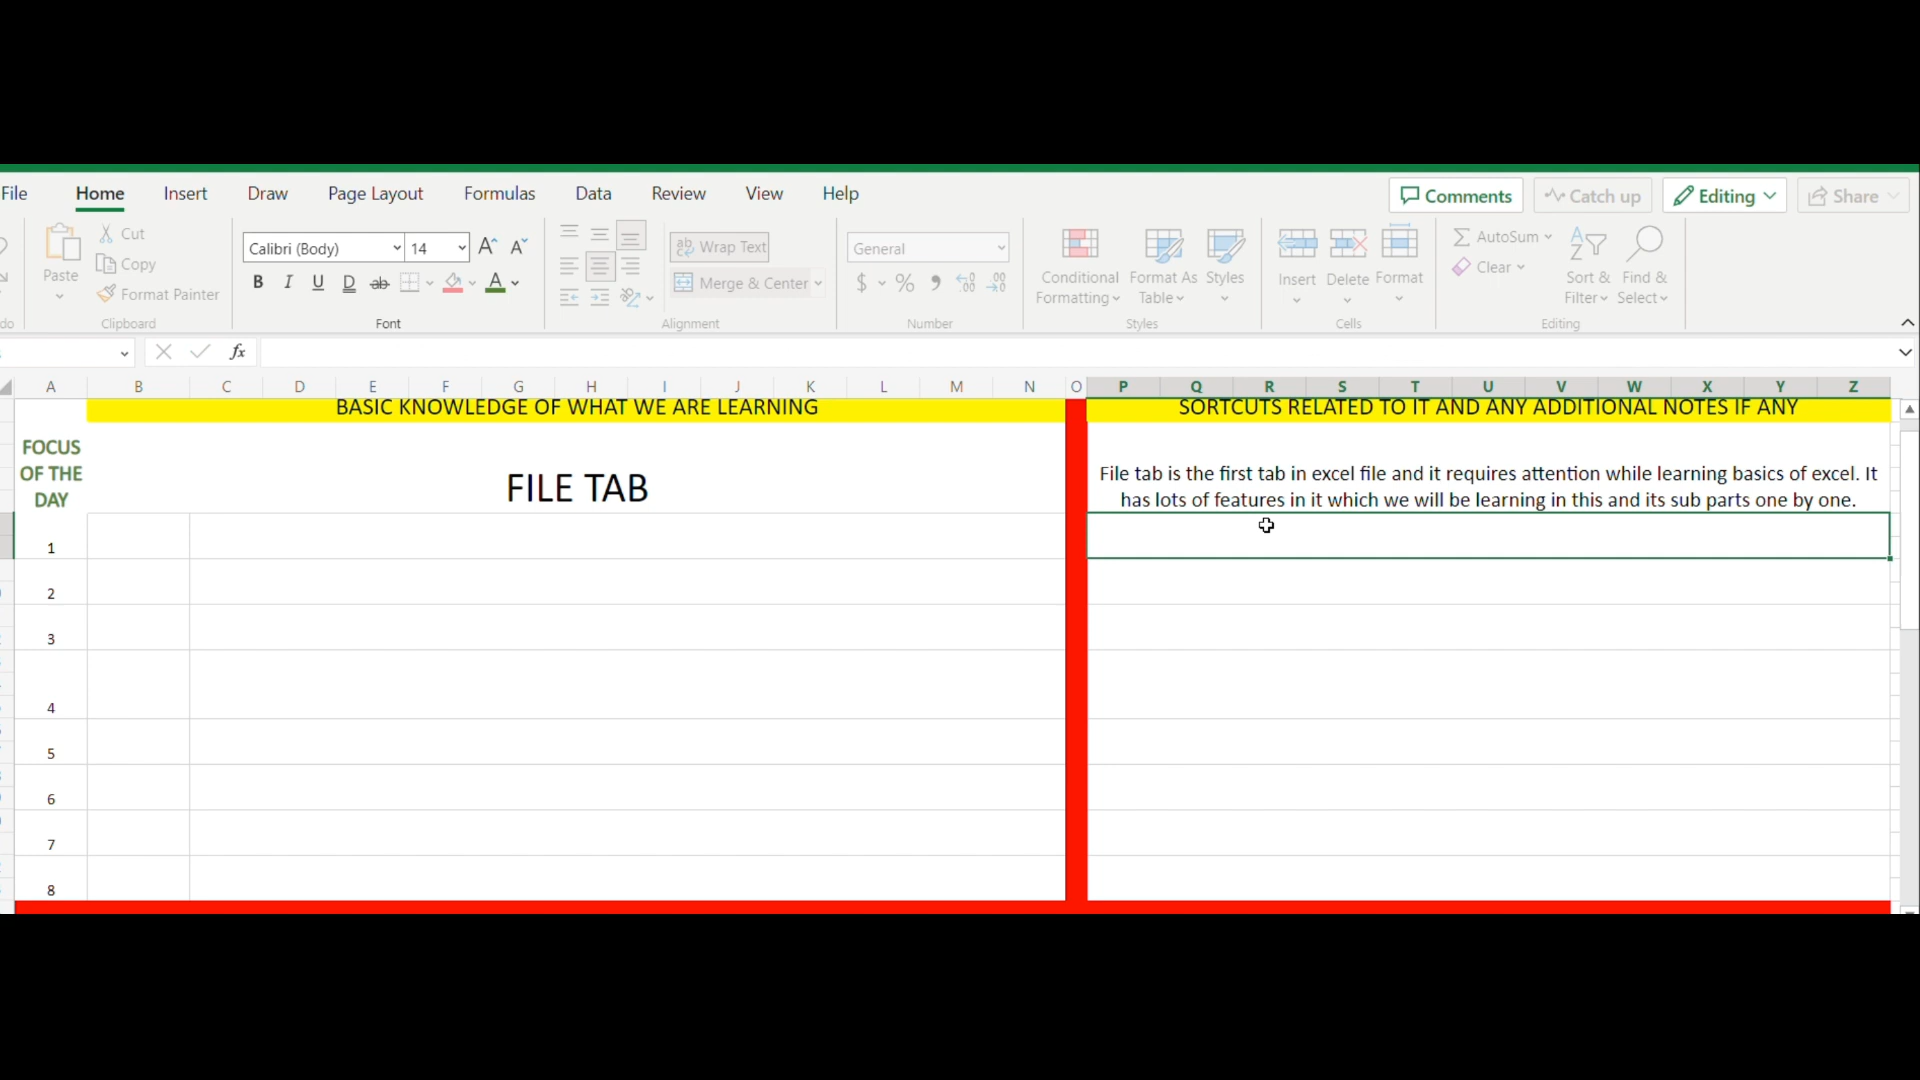 File Home Insert Draw Page Layout Formulas Data Review View Help Comments Catch up Editing Share
Cut
Copy
Format Painter
Paste
Clipboard
Calibri (Body) 14
B I U D ab
Font
Wrap Text
Merge & Center
Alignment
General
$ %
Number
Conditional
Formatting
Format As
Table
Styles
Styles
Insert Delete Format
Cells
AutoSum
Clear
Sort &
Filter
Find &
Select
Editing
fx
A B C D E F G H I J K L M N O P Q R S T U V W X Y Z
BASIC KNOWLEDGE OF WHAT WE ARE LEARNING
SORTCUTS RELATED TO IT AND ANY ADDITIONAL NOTES IF ANY
FOCUS
OF THE
DAY
FILE TAB
File tab is the first tab in excel file and it requires attention while learning basics of excel. It
has lots of features in it which we will be learning in this and its sub parts one by one.
1
2
3
4
5
6
7
8